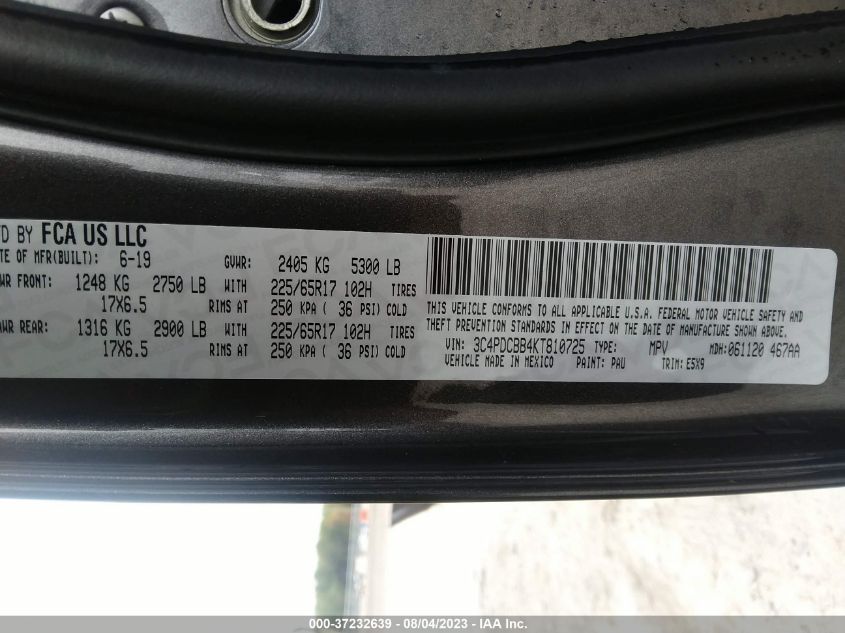 D BY FCA US LLC
TE OF MFR(BUILT): 6-19 GVWR: 2405 KG 5300 LB
WR FRONT: 1248 KG 2750 LB WITH 225/65R17 102H TIRES
17X6.5 RIMS AT 250 KPA ( 36 PSI) COLD
AWR REAR: 1316 KG 2900 LB WITH 225/65R17 102H TIRES
17X6.5 RIMS AT 250 KPA ( 36 PSI) COLD
THIS VEHICLE CONFORMS TO ALL APPLICABLE U.S.A. FEDERAL MOTOR VEHICLE SAFETY AND
THEFT PREVENTION STANDARDS IN EFFECT ON THE DATE OF MANUFACTURE SHOWN ABOVE.
VIN: 3C4PDCBB4KT810725 TYPE: MPV MDH:061120 467AA
VEHICLE MADE IN MEXICO PAINT: PAU TRIM: E5X9
000-37232639 - 08/04/2023 - IAA Inc.